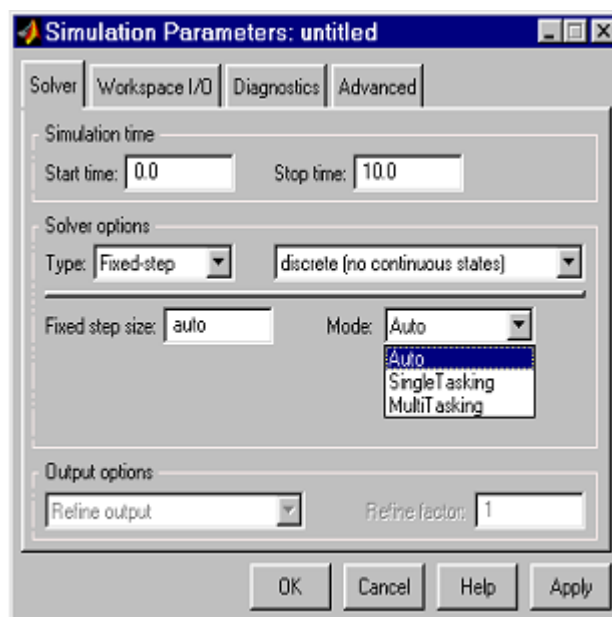 Simulation Parameters: untitled
Solver Workspace I/O Diagnostics Advanced
Simulation time
Start time: 0.0 Stop time: 10.0
Solver options
Type: Fixed-step discrete (no continuous states)
Fixed step size: auto Mode: Auto
Auto
SingleTasking
MultiTasking
Output options
Refine output Refine factor: 1
OK Cancel Help Apply